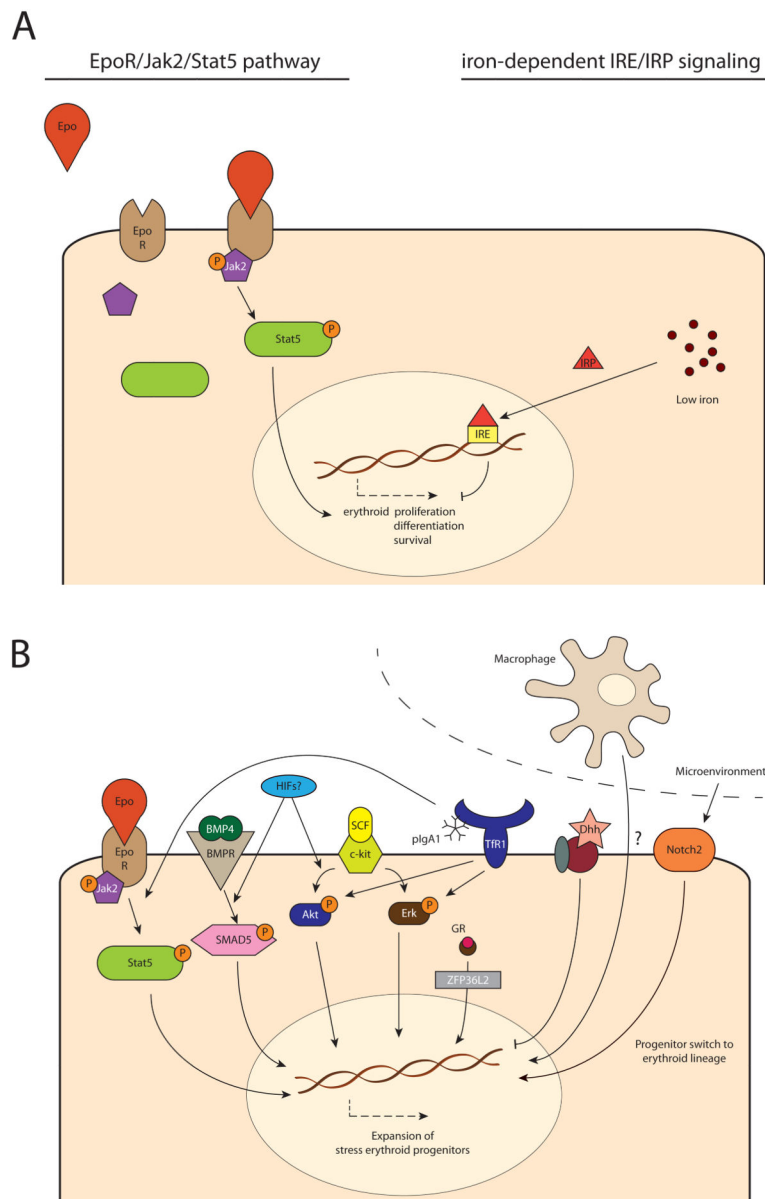 A
EpoR/Jak2/Stat5 pathway
iron-dependent IRE/IRP signaling
Epo
Epo
R
P
Jak2
P
Stat5
IRP
Low iron
IRE
erythroid proliferation
differentiation
survival
B
Macrophage
Microenvironment
HIFs?
Epo
SCF
BMP4
pIgA1
Dhh
Epo
R
BMPR
c-kit
TfR1
?
Notch2
P
Jak2
P
Akt
P
Erk
P
SMAD5
GR
P
Stat5
ZFP36L2
Progenitor switch to
erythroid lineage
Expansion of
stress erythroid progenitors